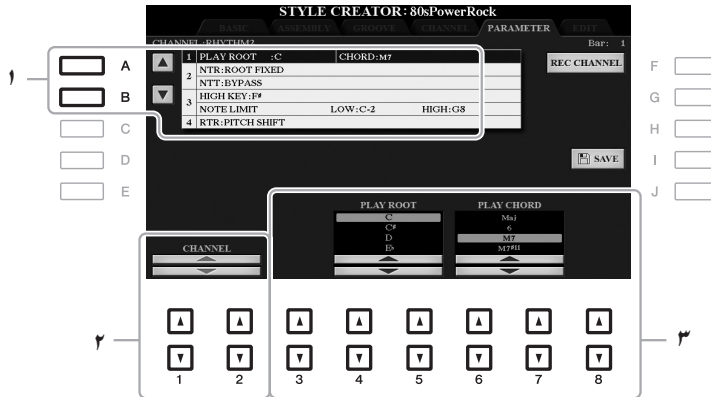 STYLE CREATOR: 80sPowerRock
BASIC ASSEMBLY GROOVE CHANNEL PARAMETER EDIT
CHANNEL :RHYTHM2 Bar: 1
1 PLAY ROOT :C CHORD:M7
2 NTR:ROOT FIXED
NTT:BYPASS
3 HIGH KEY:F#
NOTE LIMIT LOW:C-2 HIGH:G8
4 RTR:PITCH SHIFT
REC CHANNEL
SAVE
A
B
C
D
E
F
G
H
I
J
۱
PLAY ROOT
C
C#
D
E♭
PLAY CHORD
Maj
6
M7
M7#11
CHANNEL
۲
۳
1 2 3 4 5 6 7 8